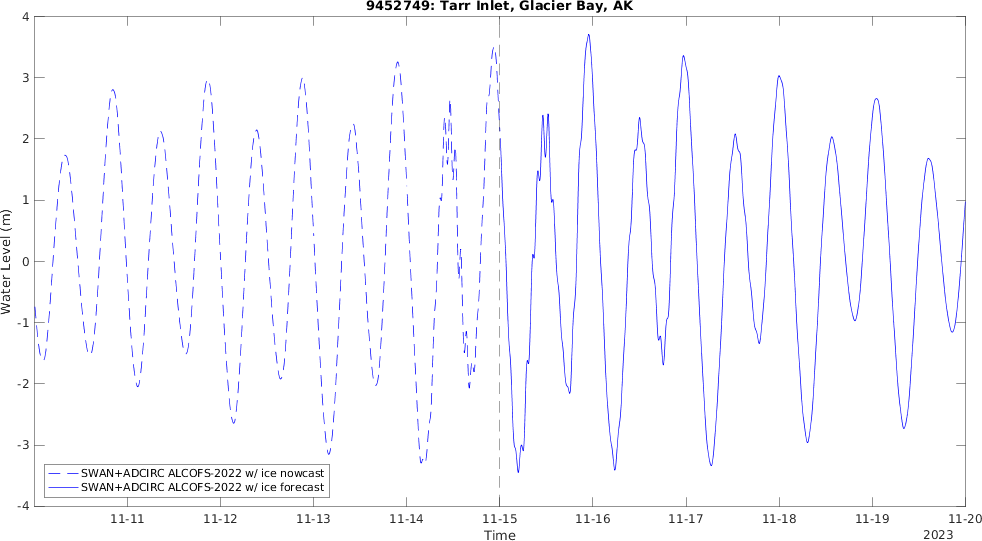 9452749: Tarr Inlet, Glacier Bay, AK
4
3
2
1
0
-1
-2
-3
-4
Water Level (m)
SWAN+ADCIRC ALCOFS-2022 w/ ice nowcast
SWAN+ADCIRC ALCOFS-2022 w/ ice forecast
11-11 11-12 11-13 11-14 11-15 11-16 11-17 11-18 11-19 11-20
Time
2023